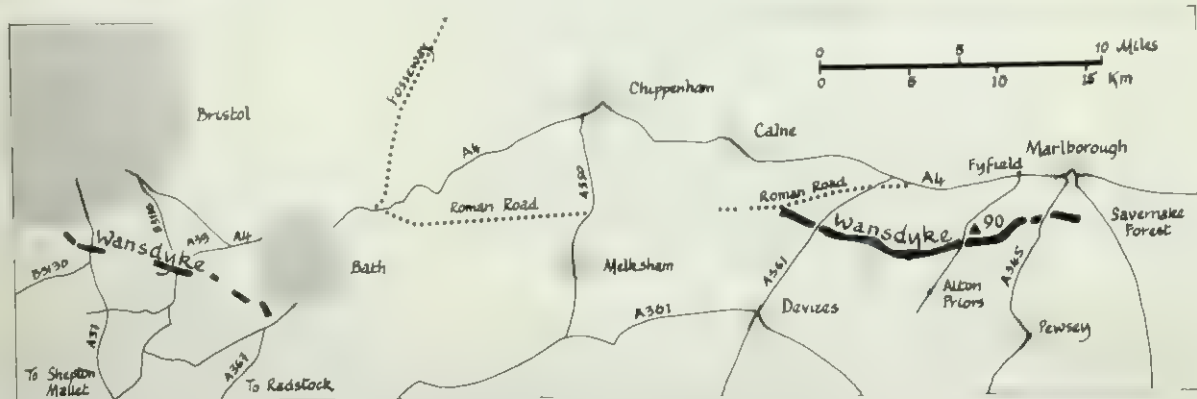 0 5 10 Miles
0 5 10 15 Km
Fosseway
Chippenham
Bristol
A4
Calne
Marlborough
Fyfield
A350
A4
Roman Road
Roman Road
Savernake
Forest
A39
A4
Wansdyke
Wansdyke
90
B3130
Bath
Melksham
A361
A345
Alton
Priors
Devizes
A361
Pewsey
A37
A367
To Shepton
Mallet
To Radstock